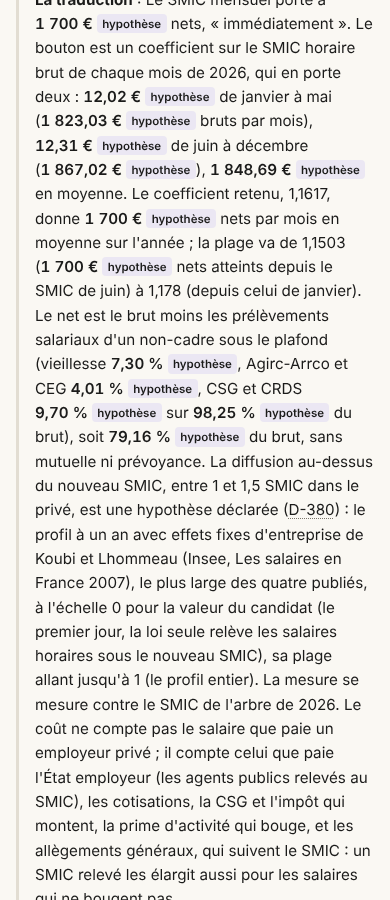 La traduction : Le SMIC mensuel porté à
1 700 € hypothèse nets, « immédiatement ». Le
bouton est un coefficient sur le SMIC horaire
brut de chaque mois de 2026, qui en porte
deux : 12,02 € hypothèse de janvier à mai
(1 823,03 € hypothèse bruts par mois),
12,31 € hypothèse de juin à décembre
(1 867,02 € hypothèse ), 1 848,69 € hypothèse
en moyenne. Le coefficient retenu, 1,1617,
donne 1 700 € hypothèse nets par mois en
moyenne sur l'année ; la plage va de 1,1503
(1 700 € hypothèse nets atteints depuis le
SMIC de juin) à 1,178 (depuis celui de janvier).
Le net est le brut moins les prélèvements
salariaux d'un non-cadre sous le plafond
(vieillesse 7,30 % hypothèse , Agirc-Arrco et
CEG 4,01 % hypothèse , CSG et CRDS
9,70 % hypothèse sur 98,25 % hypothèse du
brut), soit 79,16 % hypothèse du brut, sans
mutuelle ni prévoyance. La diffusion au-dessus
du nouveau SMIC, entre 1 et 1,5 SMIC dans le
privé, est une hypothèse déclarée (D-380) : le
profil à un an avec effets fixes d'entreprise de
Koubi et Lhommeau (Insee, Les salaires en
France 2007), le plus large des quatre publiés,
à l'échelle 0 pour la valeur du candidat (le
premier jour, la loi seule relève les salaires
horaires sous le nouveau SMIC), sa plage
allant jusqu'à 1 (le profil entier). La mesure se
mesure contre le SMIC de l'arbre de 2026. Le
coût ne compte pas le salaire que paie un
employeur privé ; il compte celui que paie
l'État employeur (les agents publics relevés au
SMIC), les cotisations, la CSG et l'impôt qui
montent, la prime d'activité qui bouge, et les
allègements généraux, qui suivent le SMIC : un
SMIC relevé les élargit aussi pour les salaires
qui ne bougent pas.